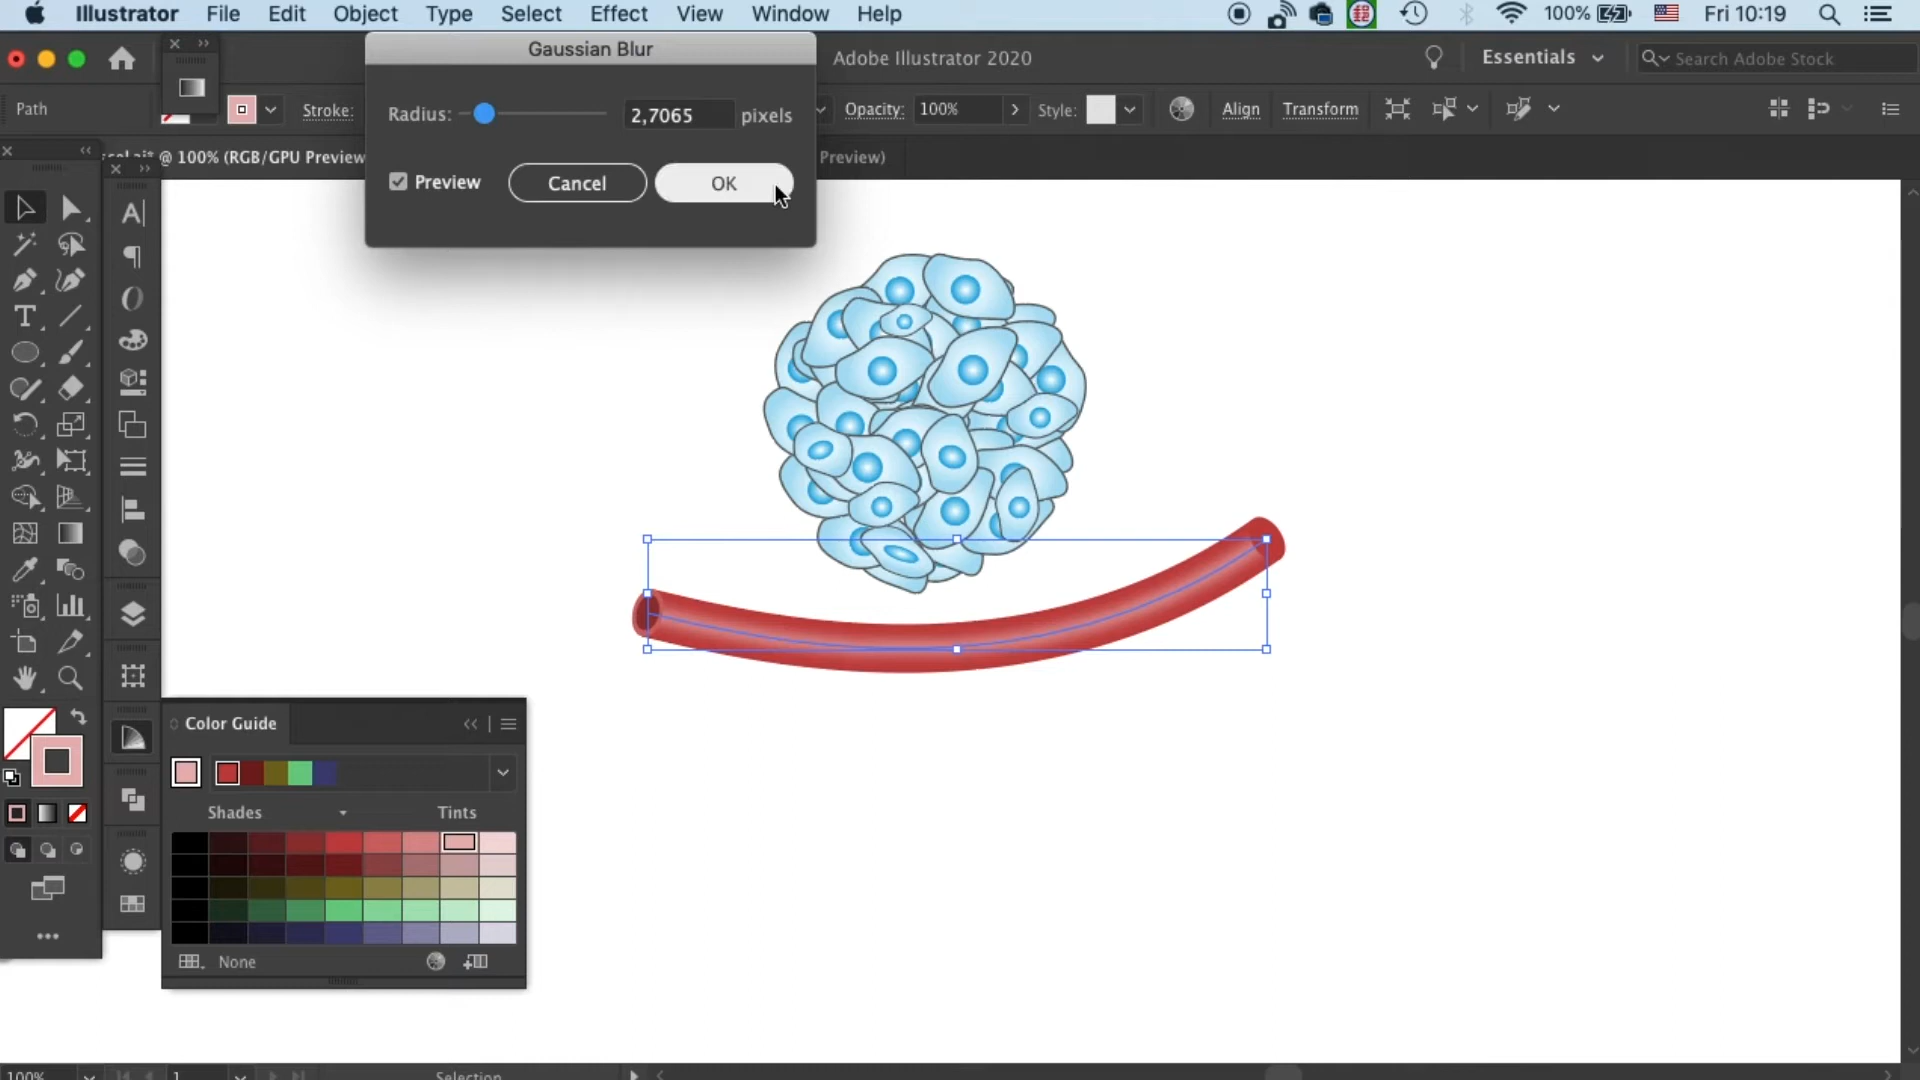 Illustrator File Edit Object Type Select Effect View Window Help 100% Fri 10:19
Gaussian Blur
Adobe Illustrator 2020
Essentials
Search Adobe Stock
Path
Stroke:
Radius: 2,7065 pixels
Opacity: 100%
Style:
Align
Transform
@ 100% (RGB/GPU Preview
Preview)
Preview
Cancel
OK
Color Guide
Shades
Tints
None
100%
1
Selection